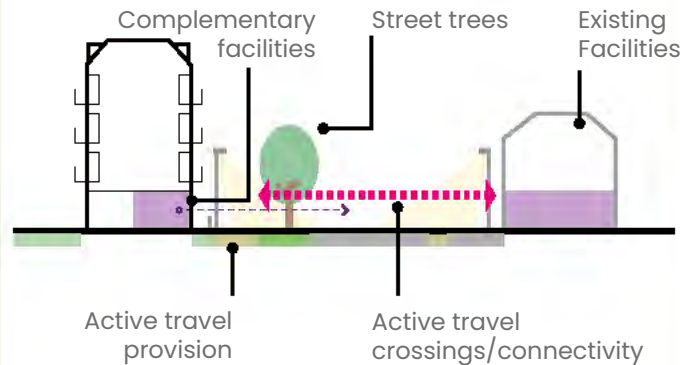 Complementary
facilities
Street trees
Existing
Facilities
Active travel
provision
Active travel
crossings/connectivity